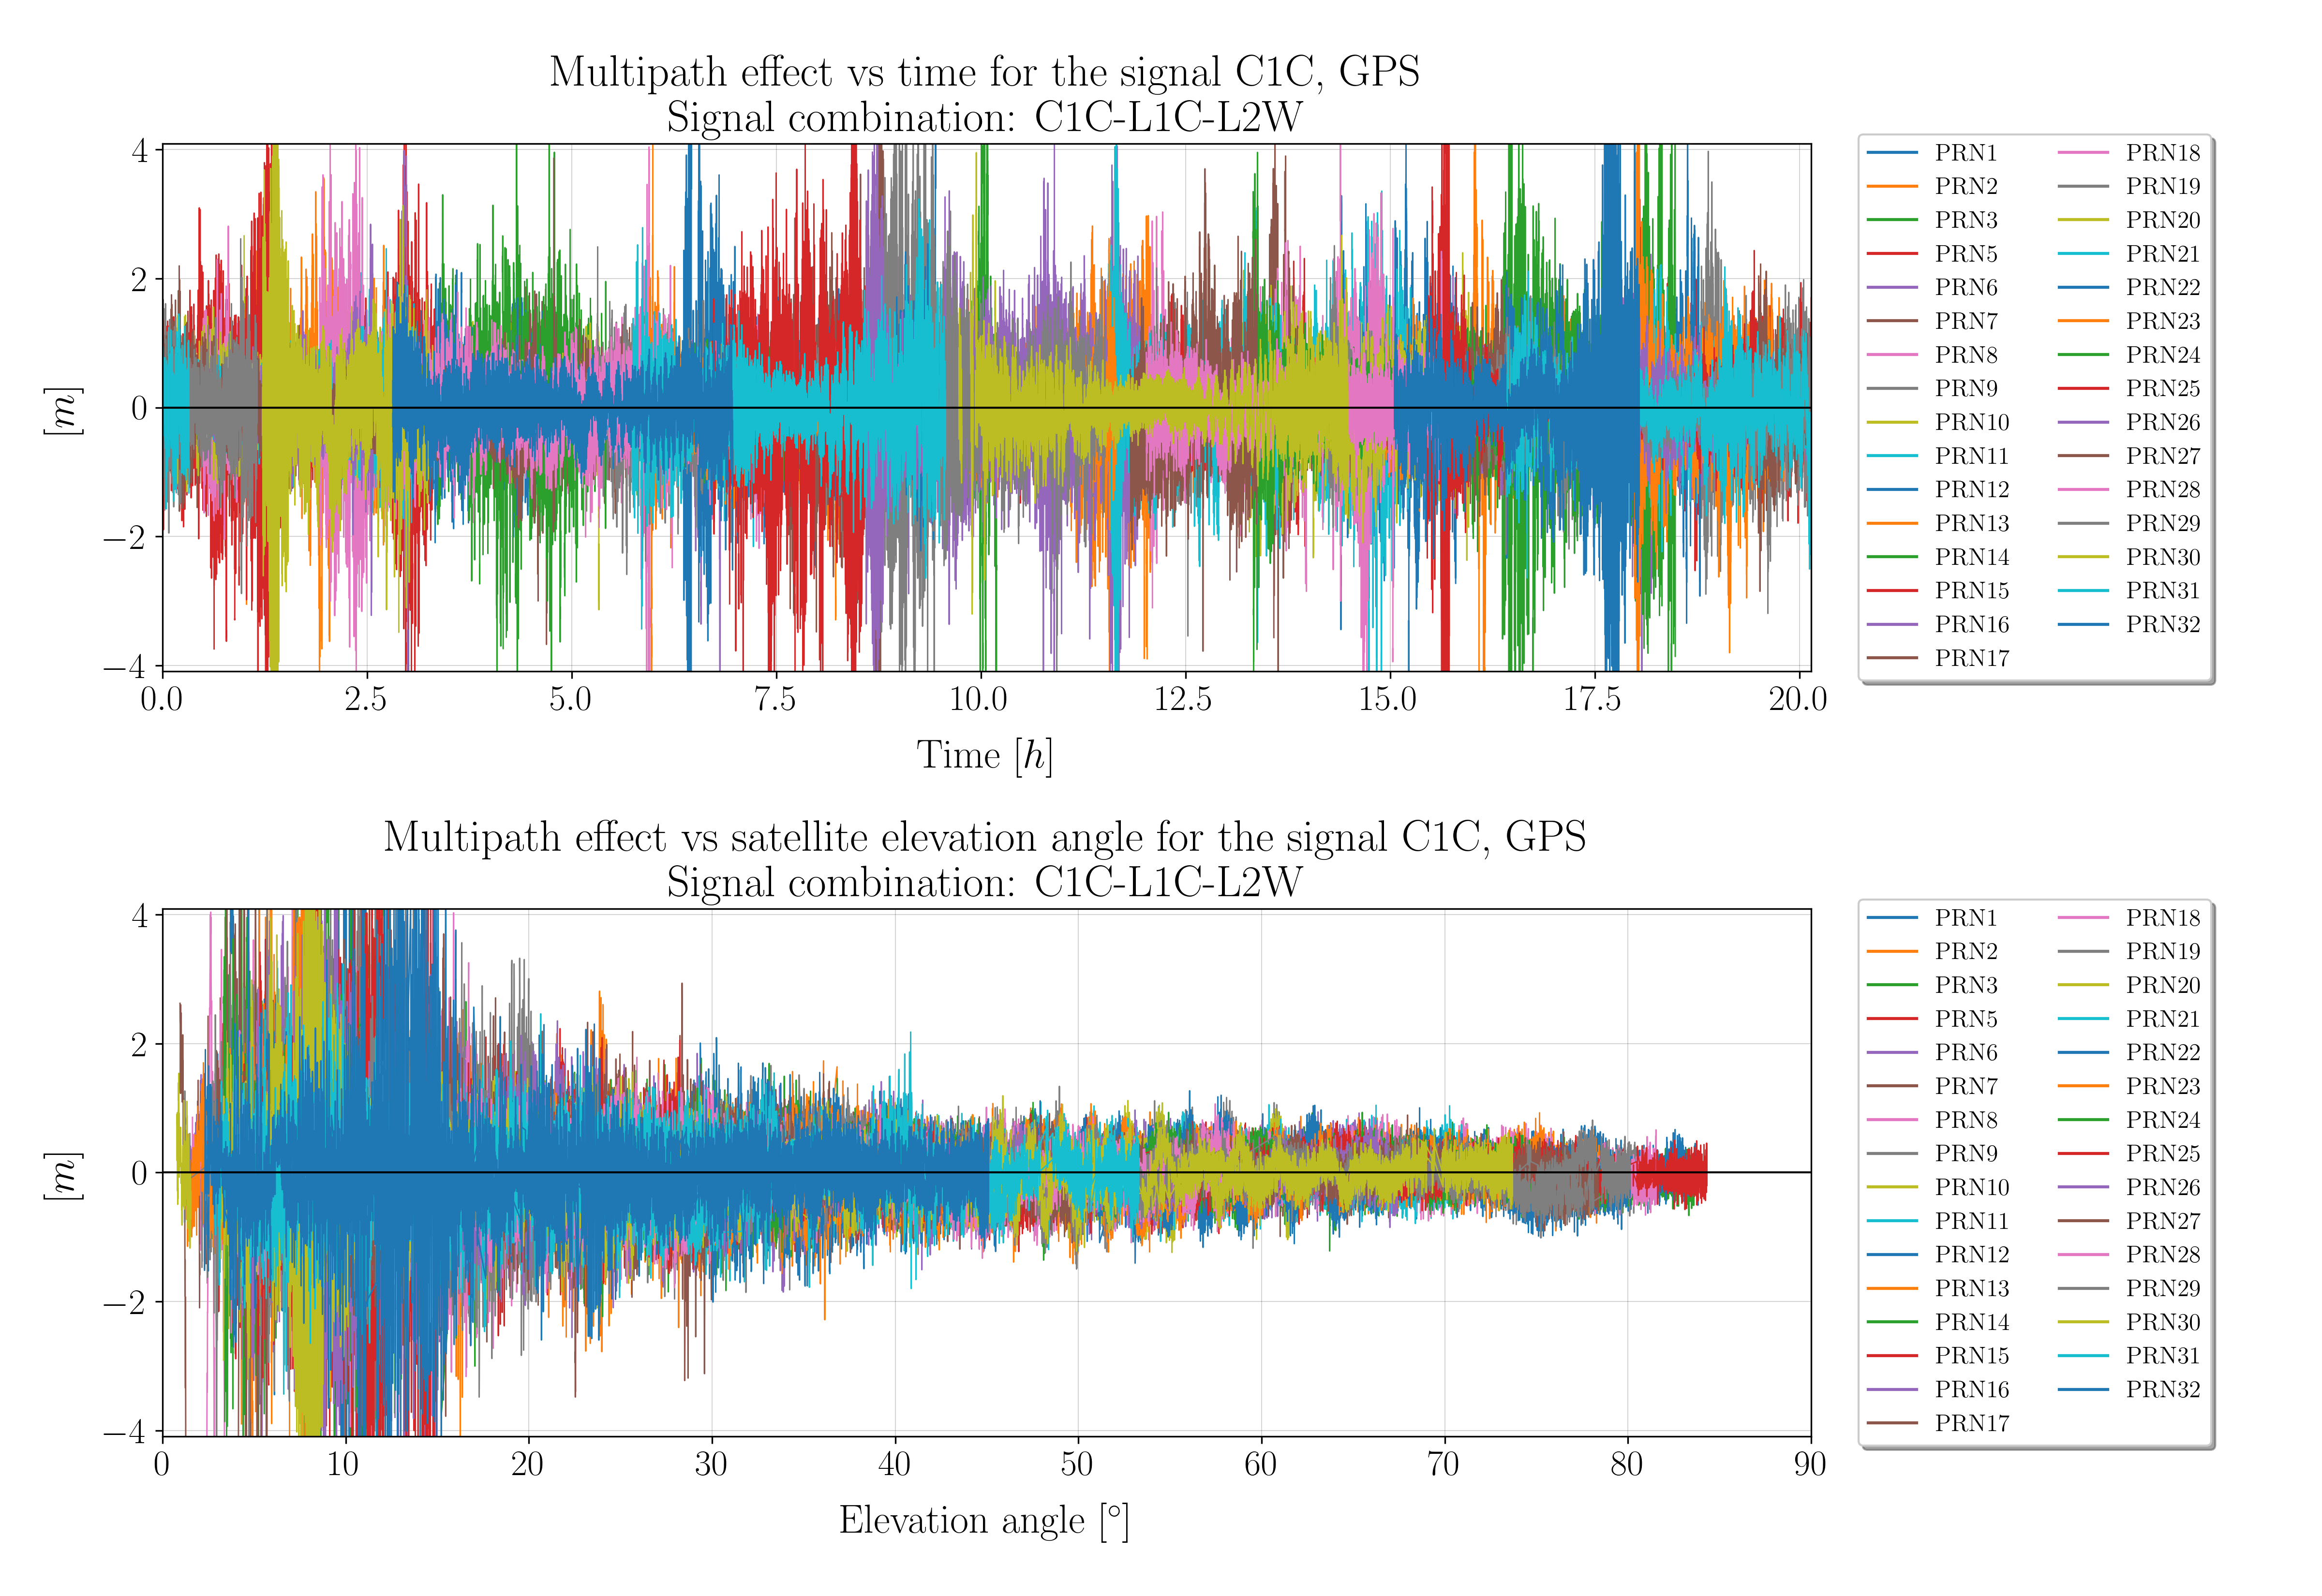 Multipath effect vs time for the signal C1C, GPS
Signal combination: C1C-L1C-L2W
4
2
0
−2
−4
[m]
0.0 2.5 5.0 7.5 10.0 12.5 15.0 17.5 20.0
Time [h]
PRN1 PRN18
PRN2 PRN19
PRN3 PRN20
PRN5 PRN21
PRN6 PRN22
PRN7 PRN23
PRN8 PRN24
PRN9 PRN25
PRN10 PRN26
PRN11 PRN27
PRN12 PRN28
PRN13 PRN29
PRN14 PRN30
PRN15 PRN31
PRN16 PRN32
PRN17
Multipath effect vs satellite elevation angle for the signal C1C, GPS
Signal combination: C1C-L1C-L2W
4
2
0
−2
−4
[m]
0 10 20 30 40 50 60 70 80 90
Elevation angle [°]
PRN1 PRN18
PRN2 PRN19
PRN3 PRN20
PRN5 PRN21
PRN6 PRN22
PRN7 PRN23
PRN8 PRN24
PRN9 PRN25
PRN10 PRN26
PRN11 PRN27
PRN12 PRN28
PRN13 PRN29
PRN14 PRN30
PRN15 PRN31
PRN16 PRN32
PRN17